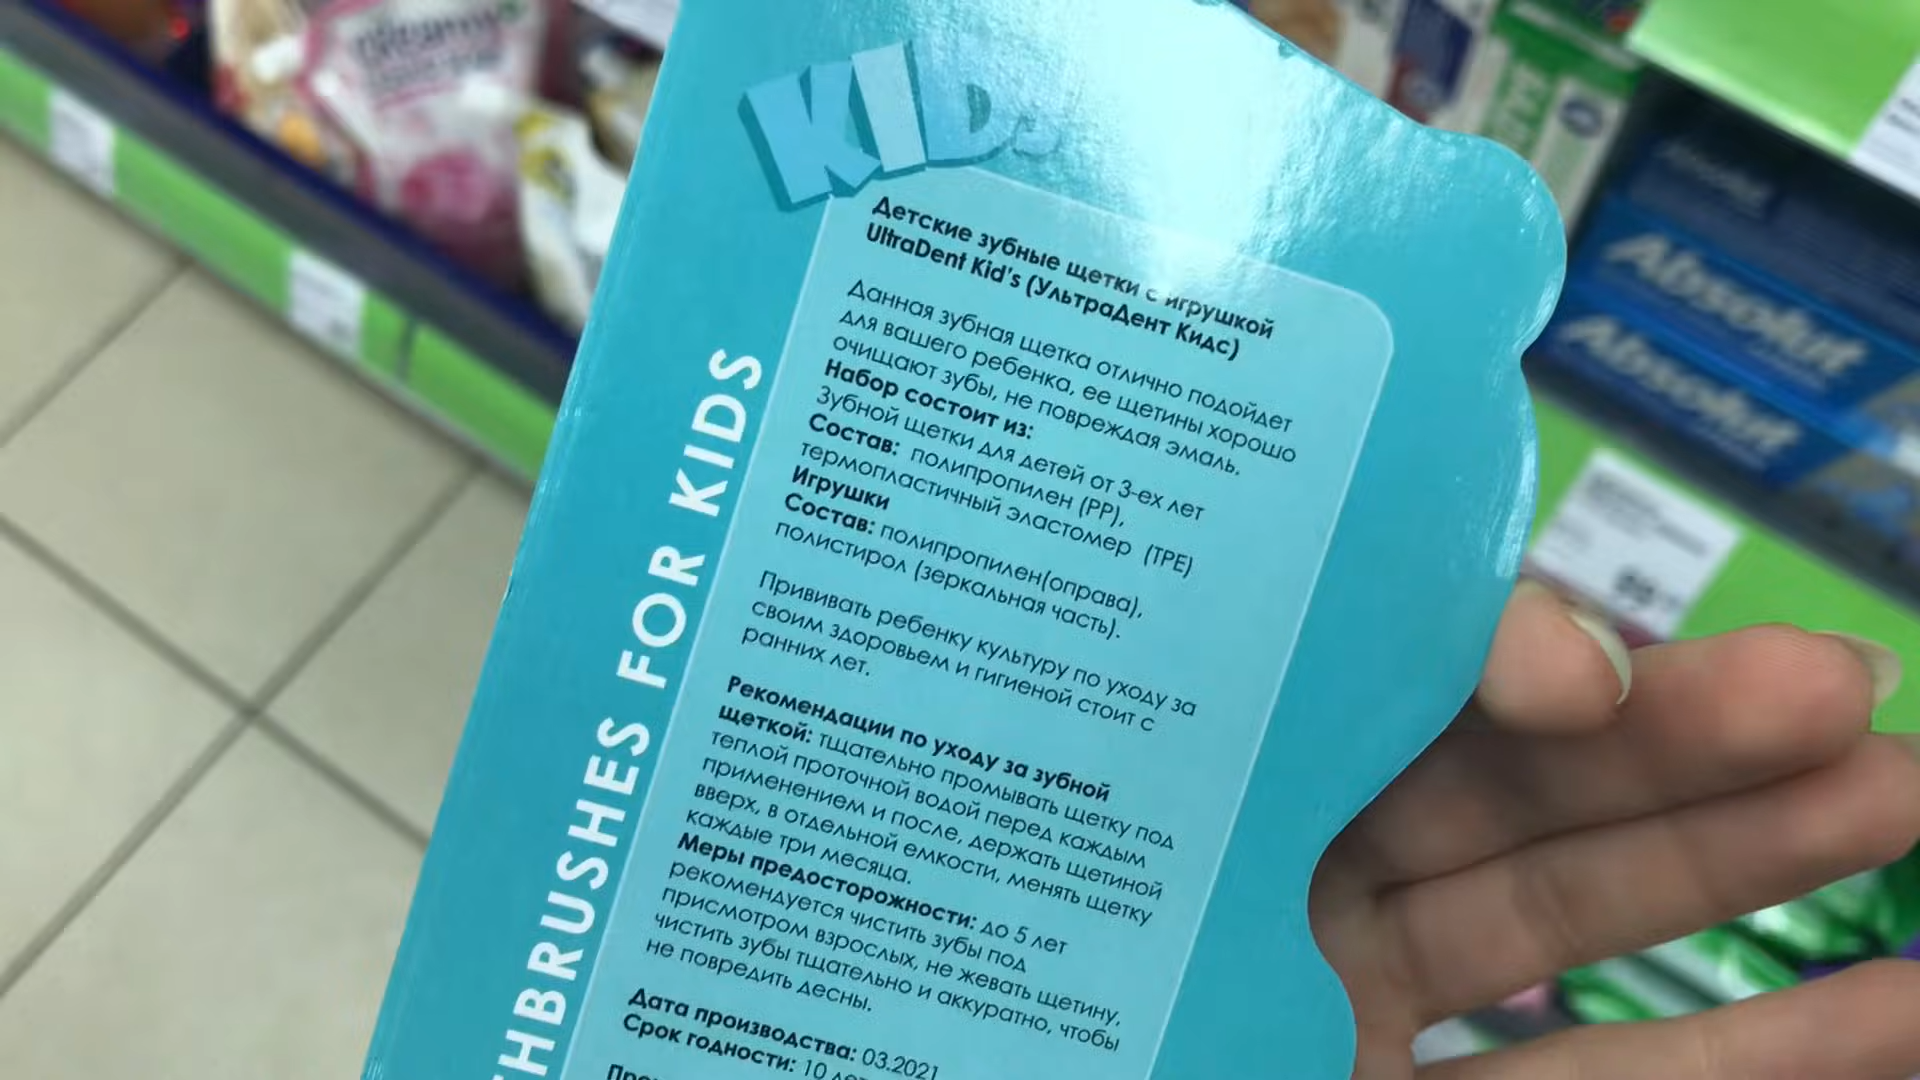 KIDS
Детские зубные щетки с игрушкой
UltraDent Kid's (УльтраДент Кидс)
Данная зубная щетка отлично подойдет
для вашего ребенка, ее щетины хорошо
очищают зубы, не повреждая эмаль.
Набор состоит из:
Зубной щетки для детей от 3-ех лет
Состав: полипропилен (PP),
термопластичный эластомер (TPE)
Игрушки
Состав: полипропилен(оправа),
полистирол (зеркальная часть).
Прививать ребенку культуру по уходу за
своим здоровьем и гигиеной стоит с
ранних лет.
Рекомендации по уходу за зубной
щеткой: тщательно промывать щетку под
теплой проточной водой перед каждым
применением и после, держать щетиной
вверх, в отдельной емкости, менять щетку
каждые три месяца.
Меры предосторожности: до 5 лет
рекомендуется чистить зубы под
присмотром взрослых, не жевать щетину,
чистить зубы тщательно и аккуратно, чтобы
не повредить десны.
Дата производства: 03.2021
Срок годности: 10 лет
THBRUSHES FOR KIDS
Absolut
Absolut